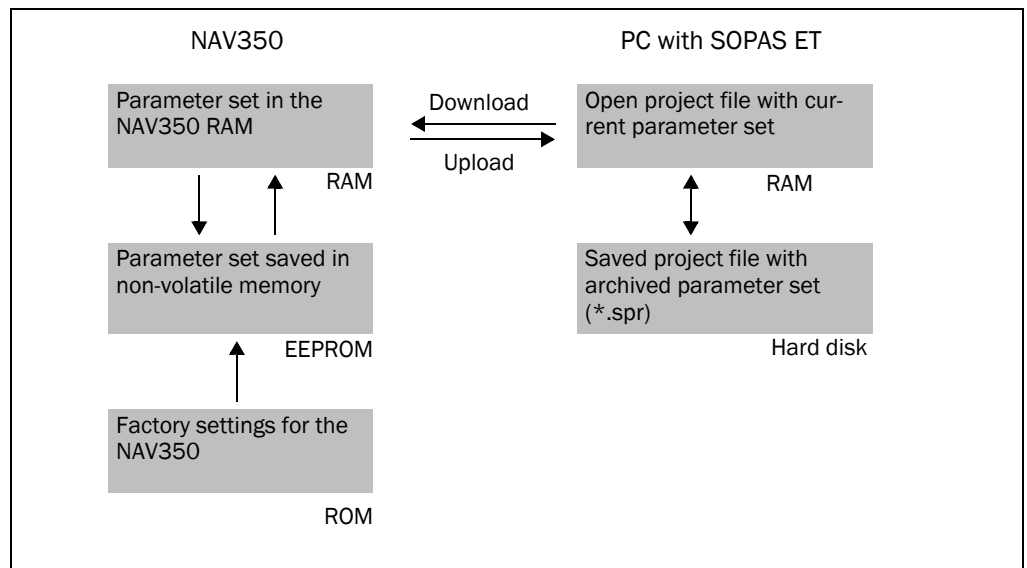 NAV350
PC with SOPAS ET
Parameter set in the
NAV350 RAM
RAM
Download
Upload
Open project file with cur-
rent parameter set
RAM
Parameter set saved in
non-volatile memory
EEPROM
Saved project file with
archived parameter set
(*.spr)
Hard disk
Factory settings for the
NAV350
ROM